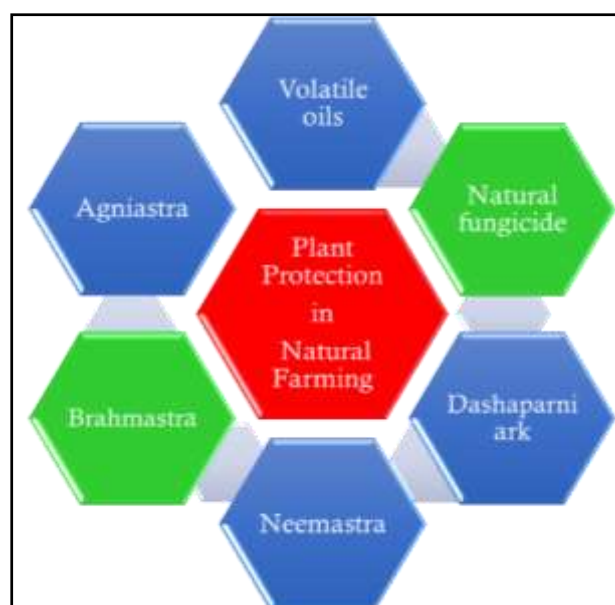 Volatile
oils
Natural
fungicide
Agniastra
Plant
Protection
in
Natural
Farming
Dashaparni
ark
Brahmastra
Neemastra